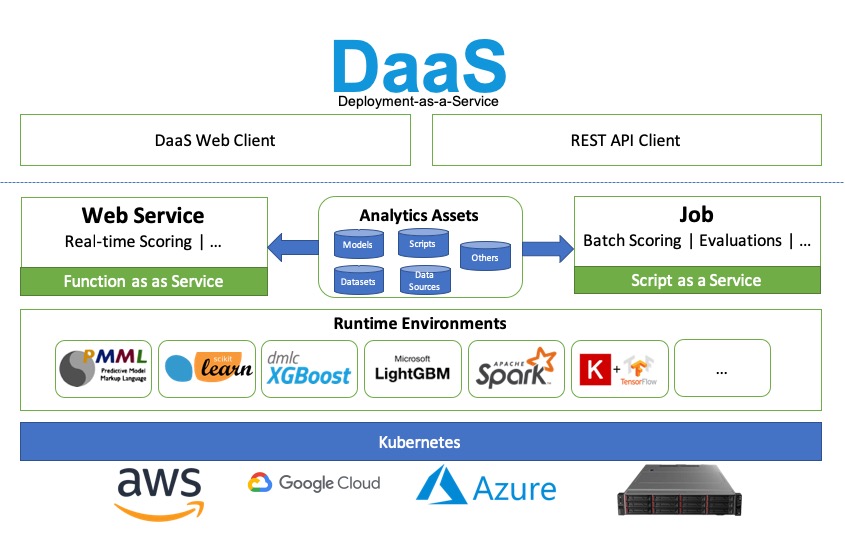 DaaS
Deployment-as-a-Service
DaaS Web Client
REST API Client
Web Service
Real-time Scoring | ...
Function as as Service
Analytics Assets
Models
Scripts
Others
Datasets
Data
Sources
Job
Batch Scoring | Evaluations | ...
Script as a Service
Runtime Environments
PMML
Predictive Model
Markup Language
scikit
learn
dmlc
XGBoost
Microsoft
LightGBM
APACHE
Spark™
K + TensorFlow
...
Kubernetes
aws
Google Cloud
Azure